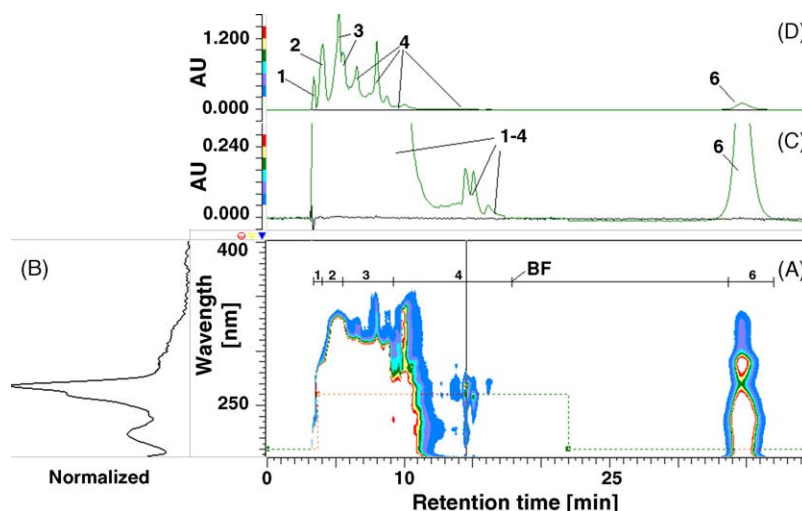 (D)
1.200
AU
0.000
1
2
3
4
6
(C)
0.240
AU
0.000
1-4
6
(B)
400
Wavength
[nm]
250
(A)
1 2 3 4 BF 6
Normalized
0 10 25
Retention time [min]